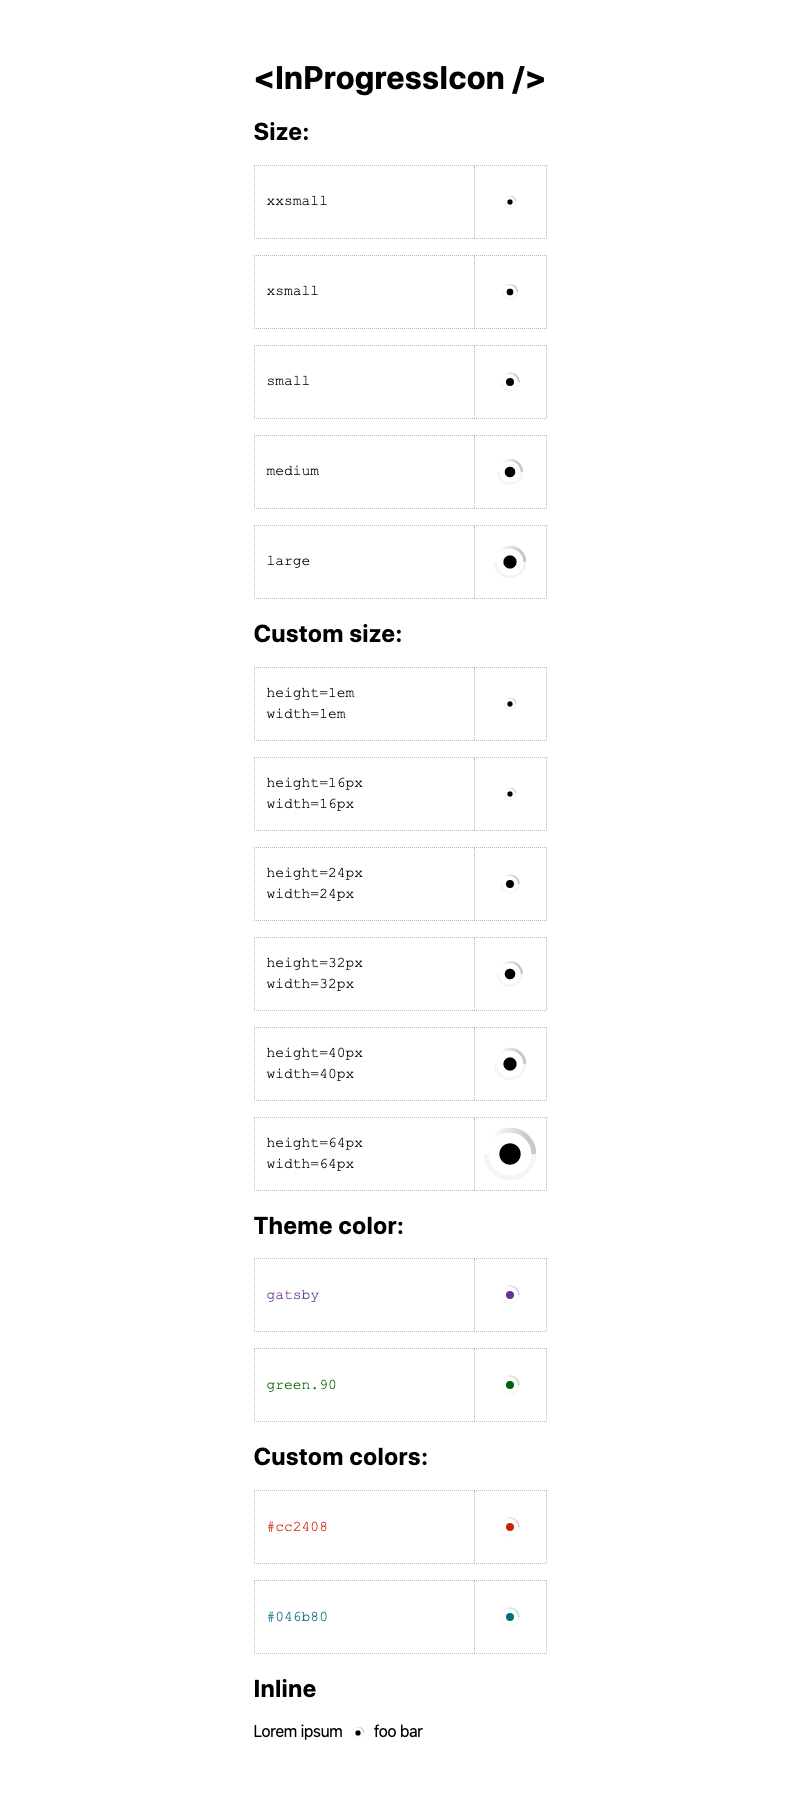 <InProgressIcon />
Size:
xxsmall
xsmall
small
medium
large
Custom size:
height=1em
width=1em
height=16px
width=16px
height=24px
width=24px
height=32px
width=32px
height=40px
width=40px
height=64px
width=64px
Theme color:
gatsby
green.90
Custom colors:
#cc2408
#046b80
Inline
Lorem ipsum foo bar